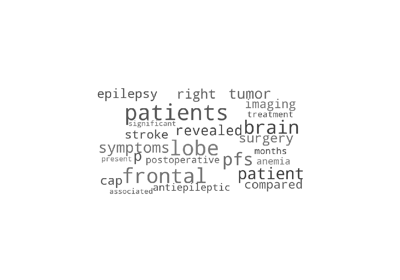 epilepsy right tumor
imaging
patients treatment
significant
stroke revealed brain
surgery
symptoms lobe months
present p postoperative pfs anemia
frontal patient
cap antiepileptic compared
associated